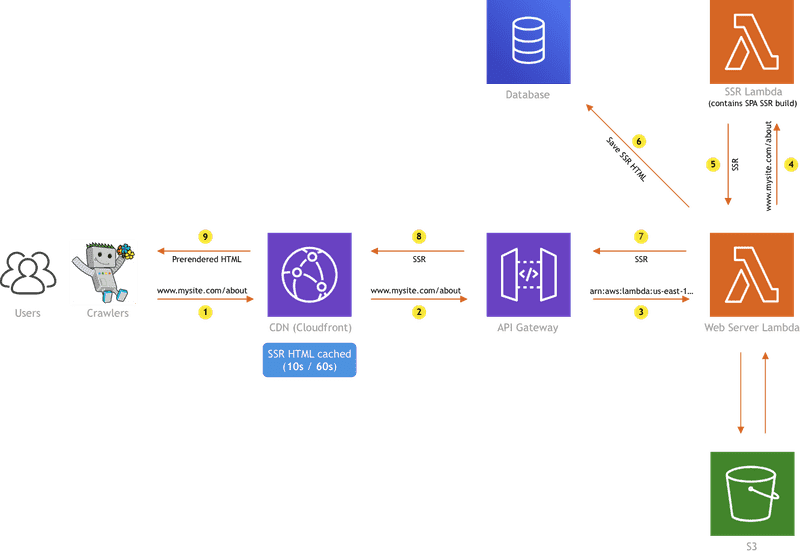 Database
SSR Lambda
(contains SPA SSR build)
6
Save SSR HTML
5
SSR
www.mysite.com/about
4
9
Prerendered HTML
8
SSR
7
SSR
www.mysite.com/about
1
www.mysite.com/about
2
arn:aws:lambda:us-east-1...
3
Users
Crawlers
CDN (Cloudfront)
API Gateway
Web Server Lambda
SSR HTML cached
(10s / 60s)
S3